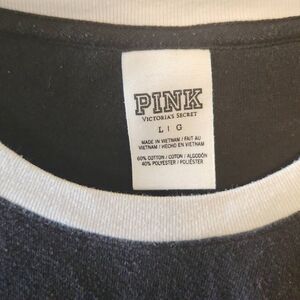 PINK
VICTORIA'S SECRET
L | G
MADE IN VIETNAM / FAIT AU
VIETNAM / HECHO EN VIETNAM
60% COTTON / COTON / ALGODÓN
40% POLYESTER / POLIÉSTER